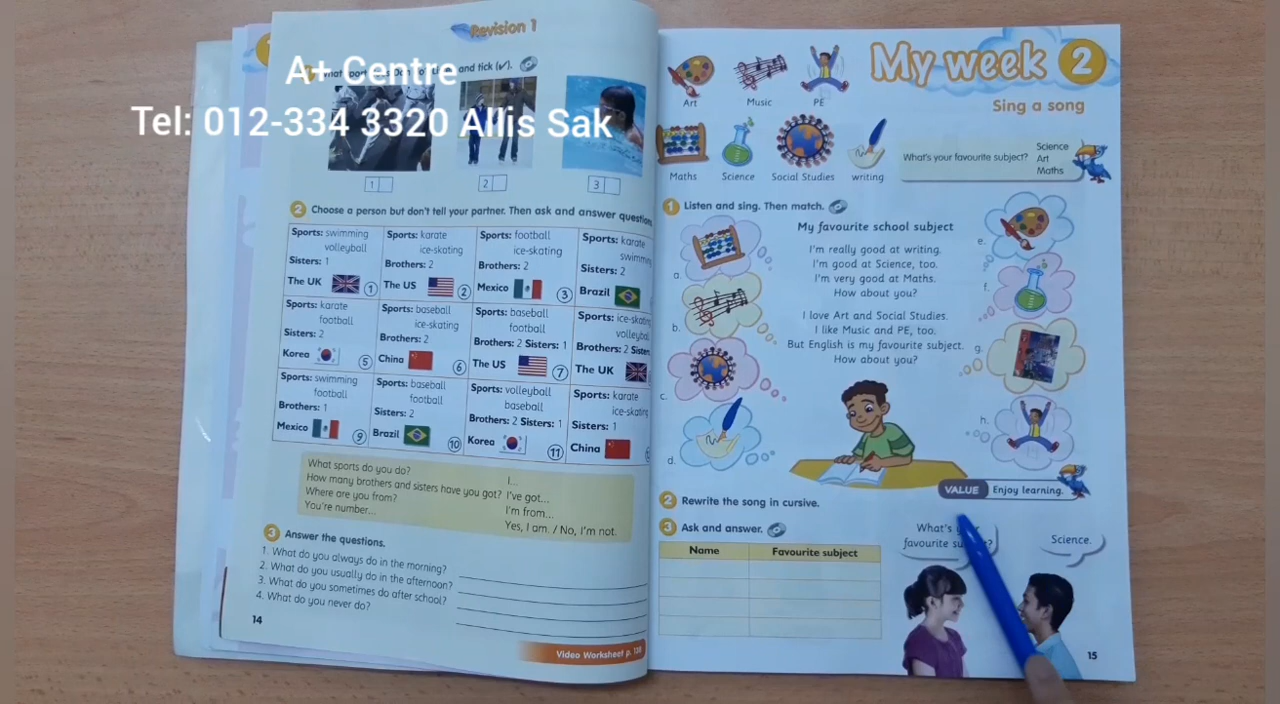 A+ Centre
Tel: 012-334 3320 Allis Sak
Revision 1
and tick (✓).
1
2
3
2 Choose a person but don't tell your partner. Then ask and answer questions
Sports: swimming
volleyball
Sisters: 1
The UK 1
Sports: karate
ice-skating
Brothers: 2
The US 2
Sports: football
ice-skating
Brothers: 2
Mexico 3
Sports: karate
swimming
Sisters: 2
Brazil
Sports: karate
football
Sisters: 2
Korea 5
Sports: baseball
ice-skating
Brothers: 2
China 6
Sports: baseball
football
Brothers: 2 Sisters: 1
The US 7
Sports: ice-skating
volleyball
Brothers: 2 Sisters
The UK
Sports: swimming
football
Brothers: 1
Mexico 9
Sports: baseball
football
Sisters: 2
Brazil 10
Sports: volleyball
baseball
Brothers: 2 Sisters: 1
Korea 11
Sports: karate
ice-skating
Sisters: 1
China
What sports do you do? I...
How many brothers and sisters have you got? I've got...
Where are you from? I'm from...
You're number... Yes, I am. / No, I'm not.
3 Answer the questions.
1. What do you always do in the morning?
2. What do you usually do in the afternoon?
3. What do you sometimes do after school?
4. What do you never do?
14
Video Worksheet p. 138
My week 2
Sing a song
Art
Music
PE
Maths
Science
Social Studies
writing
What's your favourite subject?
Science
Art
Maths
1 Listen and sing. Then match.
My favourite school subject
I'm really good at writing.
I'm good at Science, too.
I'm very good at Maths.
How about you?
I love Art and Social Studies.
I like Music and PE, too.
But English is my favourite subject.
How about you?
a.
b.
c.
d.
e.
f.
g.
h.
VALUE Enjoy learning.
2 Rewrite the song in cursive.
3 Ask and answer.
Name Favourite subject
What's your
favourite subject?
Science.
15